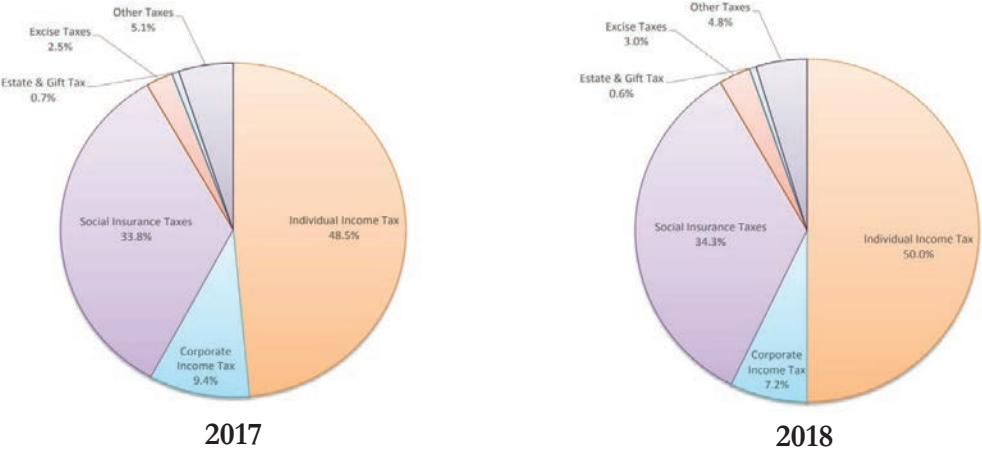 Other Taxes
5.1%
Excise Taxes
2.5%
Estate & Gift Tax
0.7%
Social Insurance Taxes
33.8%
Individual Income Tax
48.5%
Corporate
Income Tax
9.4%
2017
Other Taxes
4.8%
Excise Taxes
3.0%
Estate & Gift Tax
0.6%
Social Insurance Taxes
34.3%
Individual Income Tax
50.0%
Corporate
Income Tax
7.2%
2018